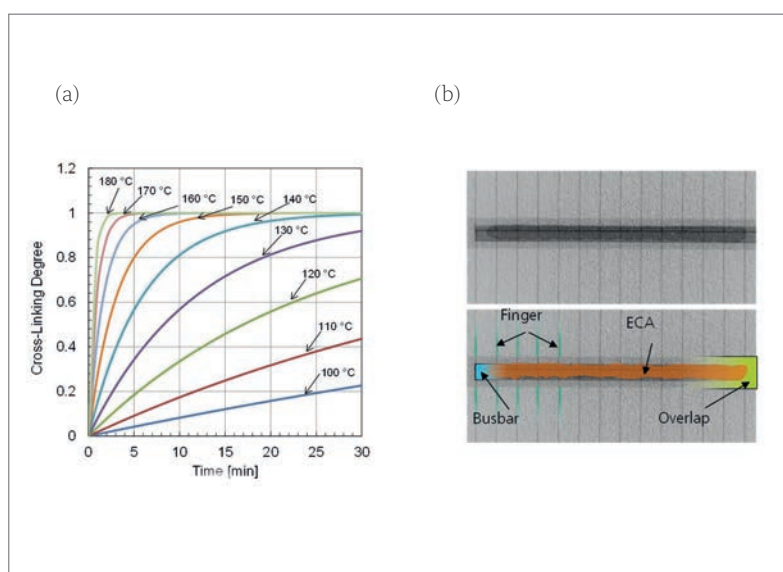 (a)
(b)
1.2
1
0.8
0.6
0.4
0.2
0
Cross-Linking Degree
180 °C
170 °C
160 °C
150 °C
140 °C
130 °C
120 °C
110 °C
100 °C
0 5 10 15 20 25 30
Time [min]
Finger
ECA
Busbar
Overlap